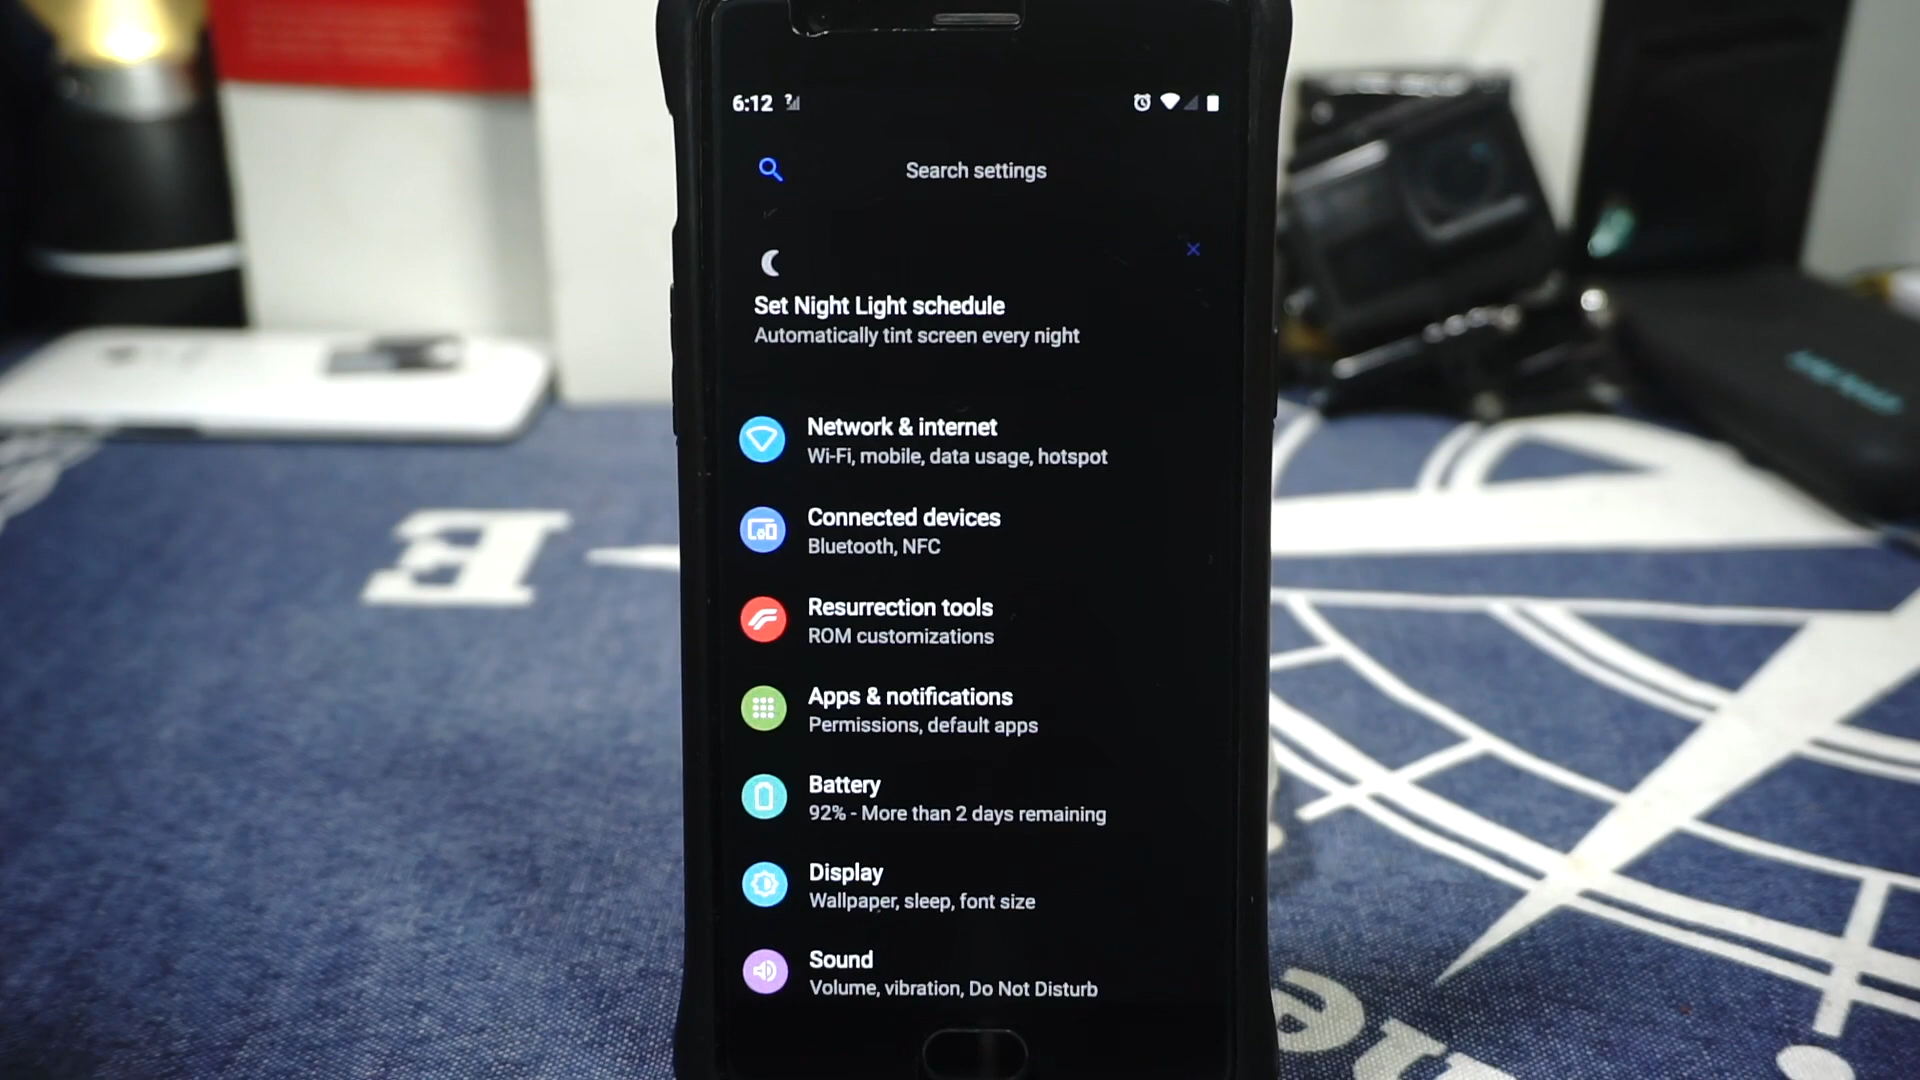 6:12
Search settings
Set Night Light schedule
Automatically tint screen every night
Network & internet
Wi-Fi, mobile, data usage, hotspot
Connected devices
Bluetooth, NFC
Resurrection tools
ROM customizations
Apps & notifications
Permissions, default apps
Battery
92% - More than 2 days remaining
Display
Wallpaper, sleep, font size
Sound
Volume, vibration, Do Not Disturb
E